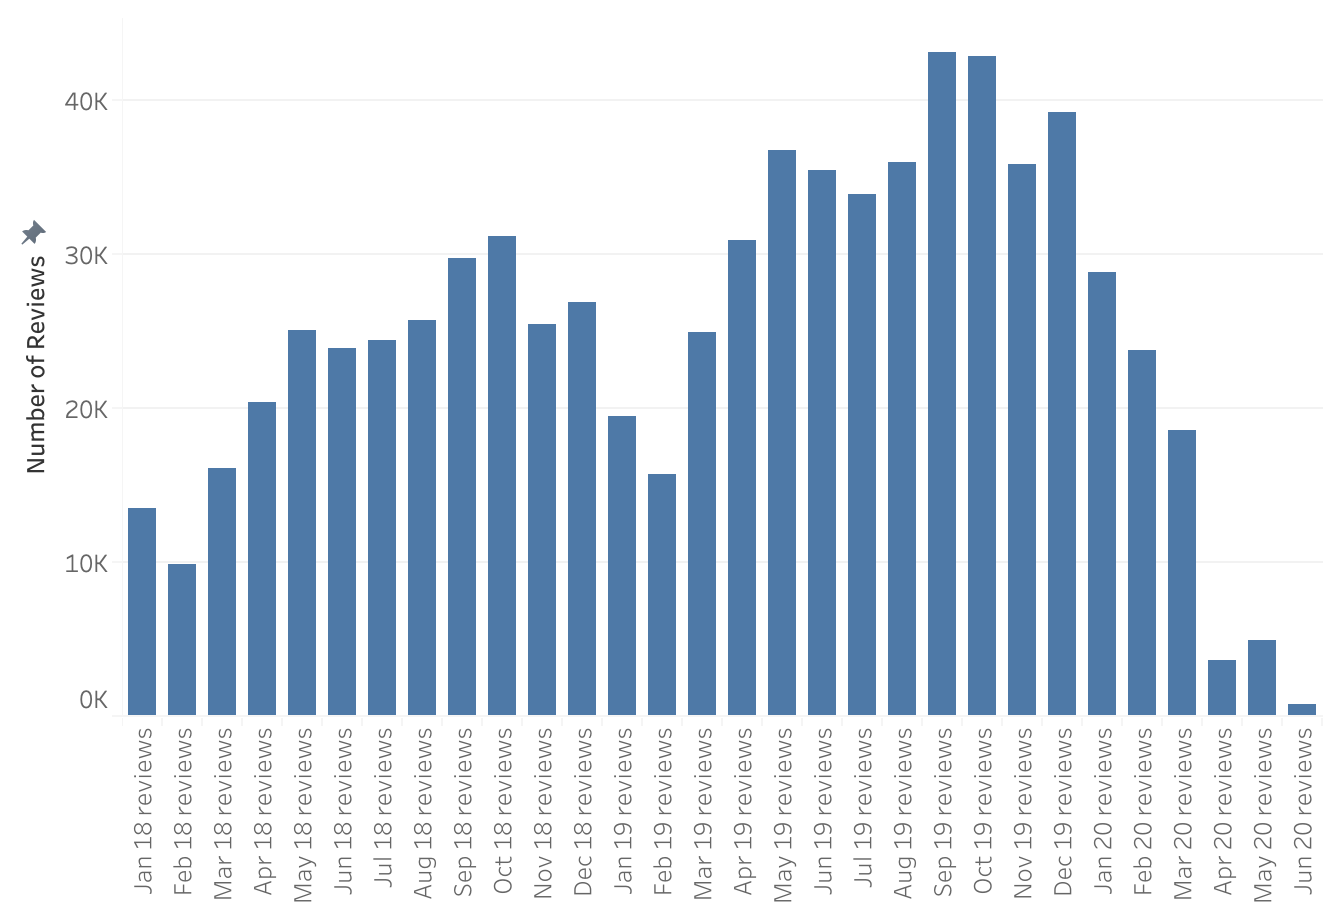 Number of Reviews
40K
30K
20K
10K
0K
Jan 18 reviews
Feb 18 reviews
Mar 18 reviews
Apr 18 reviews
May 18 reviews
Jun 18 reviews
Jul 18 reviews
Aug 18 reviews
Sep 18 reviews
Oct 18 reviews
Nov 18 reviews
Dec 18 reviews
Jan 19 reviews
Feb 19 reviews
Mar 19 reviews
Apr 19 reviews
May 19 reviews
Jun 19 reviews
Jul 19 reviews
Aug 19 reviews
Sep 19 reviews
Oct 19 reviews
Nov 19 reviews
Dec 19 reviews
Jan 20 reviews
Feb 20 reviews
Mar 20 reviews
Apr 20 reviews
May 20 reviews
Jun 20 reviews